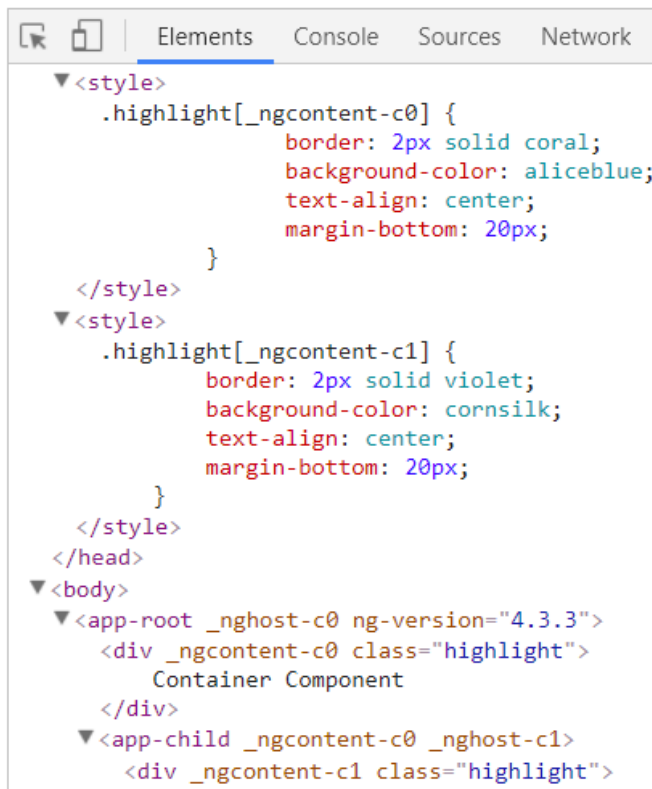 Elements Console Sources Network
<style>
.highlight[_ngcontent-c0] {
border: 2px solid coral;
background-color: aliceblue;
text-align: center;
margin-bottom: 20px;
}
</style>
<style>
.highlight[_ngcontent-c1] {
border: 2px solid violet;
background-color: cornsilk;
text-align: center;
margin-bottom: 20px;
}
</style>
</head>
<body>
<app-root _nghost-c0 ng-version="4.3.3">
<div _ngcontent-c0 class="highlight">
Container Component
</div>
<app-child _ngcontent-c0 _nghost-c1>
<div _ngcontent-c1 class="highlight">